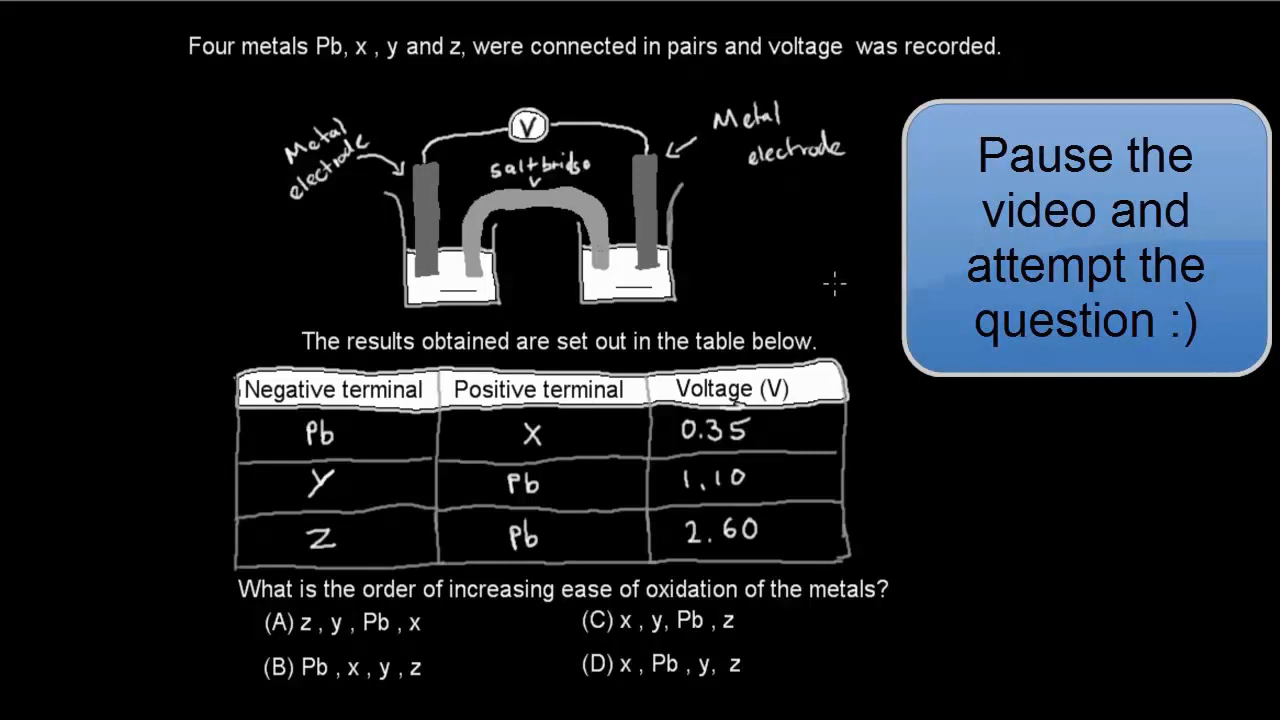 Four metals Pb, x , y and z, were connected in pairs and voltage was recorded.
Metal
electrode
V
salt bridge
Metal
electrode
Pause the
video and
attempt the
question :)
The results obtained are set out in the table below.
Negative terminal Positive terminal Voltage (V)
Pb X 0.35
Y Pb 1.10
Z Pb 2.60
What is the order of increasing ease of oxidation of the metals?
(A) z , y , Pb , x (C) x , y, Pb , z
(B) Pb , x , y , z (D) x , Pb , y, z